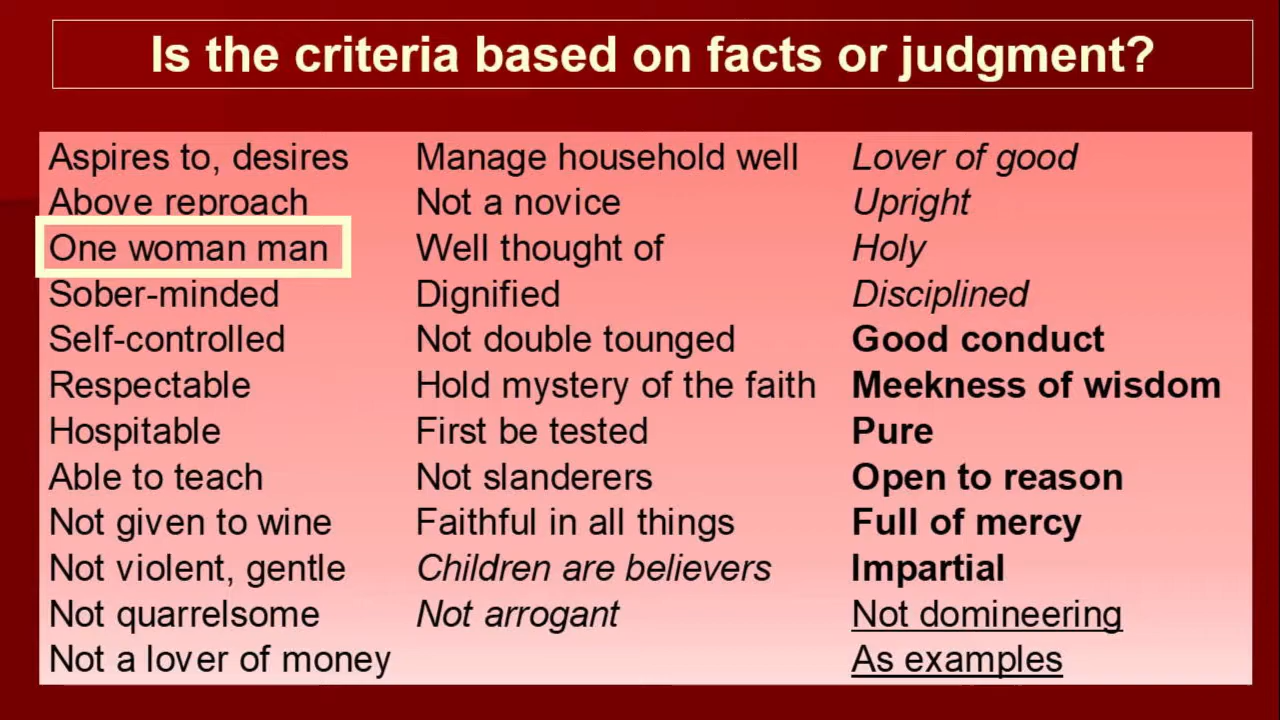 Is the criteria based on facts or judgment?
Aspires to, desires
Above reproach
One woman man
Sober-minded
Self-controlled
Respectable
Hospitable
Able to teach
Not given to wine
Not violent, gentle
Not quarrelsome
Not a lover of money
Manage household well
Not a novice
Well thought of
Dignified
Not double tounged
Hold mystery of the faith
First be tested
Not slanderers
Faithful in all things
Children are believers
Not arrogant
Lover of good
Upright
Holy
Disciplined
Good conduct
Meekness of wisdom
Pure
Open to reason
Full of mercy
Impartial
Not domineering
As examples